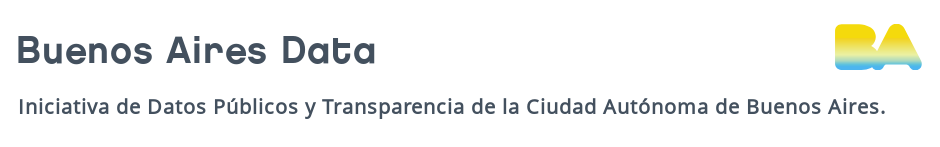 Buenos Aires Data
BA
Iniciativa de Datos Públicos y Transparencia de la Ciudad Autónoma de Buenos Aires.